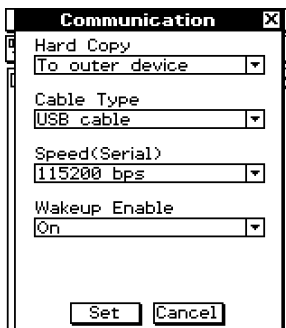 Communication
Hard Copy
To outer device
Cable Type
USB cable
Speed(Serial)
115200 bps
Wakeup Enable
On
Set Cancel